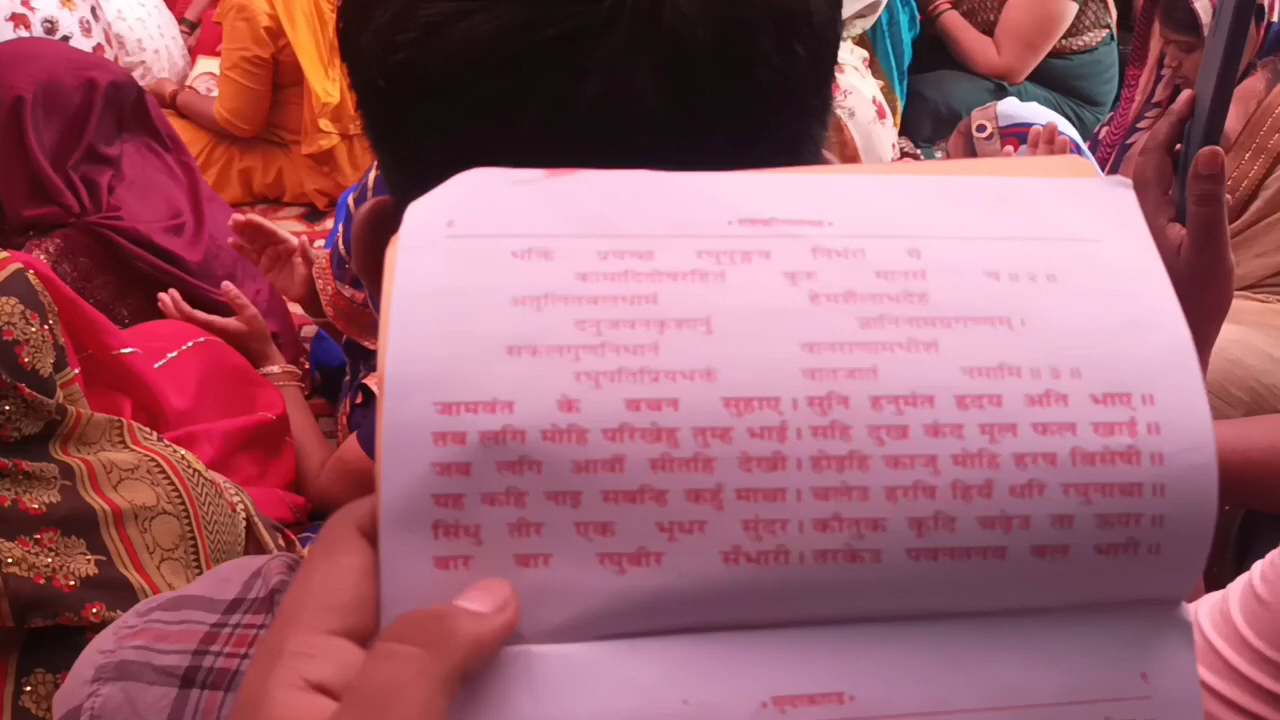 भक्तिं प्रयच्छ रघुपुङ्गव निर्भरां मे
कामादिदोषरहितं कुरु मानसं च॥२॥
अतुलितबलधामं हेमशैलाभदेहं
दनुजवनकृशानुं ज्ञानिनामग्रगण्यम्।
सकलगुणनिधानं वानराणामधीशं
रघुपतिप्रियभक्तं वातजातं नमामि॥३॥
जामवंत के बचन सुहाए। सुनि हनुमंत हृदय अति भाए॥
तब लगि मोहि परिखेहु तुम्ह भाई। सहि दुख कंद मूल फल खाई॥
जब लगि आवौं सीतहि देखी। होइहि काजु मोहि हरष बिसेषी॥
यह कहि नाइ सबन्हि कहुँ माथा। चलेउ हरषि हियँ धरि रघुनाथा॥
सिंधु तीर एक भूधर सुंदर। कौतुक कूदि चढ़ेउ ता ऊपर॥
बार बार रघुबीर सँभारी। तरकेउ पवनतनय बल भारी॥